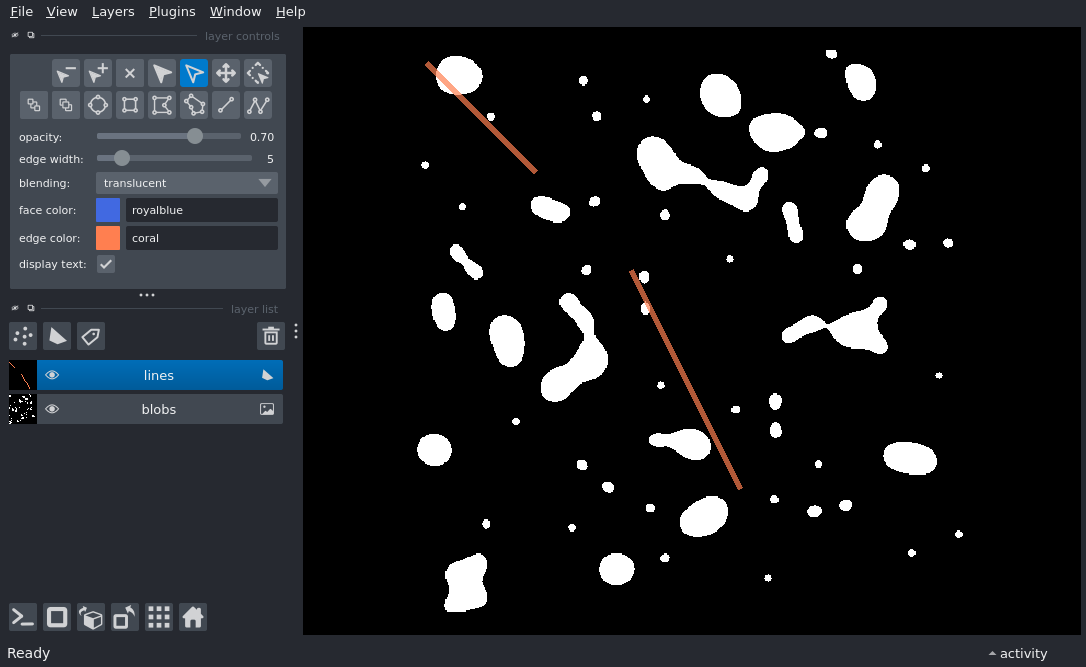 File View Layers Plugins Window Help
layer controls
opacity: 0.70
edge width: 5
blending: translucent
face color: royalblue
edge color: coral
display text:
layer list
lines
blobs
Ready
activity